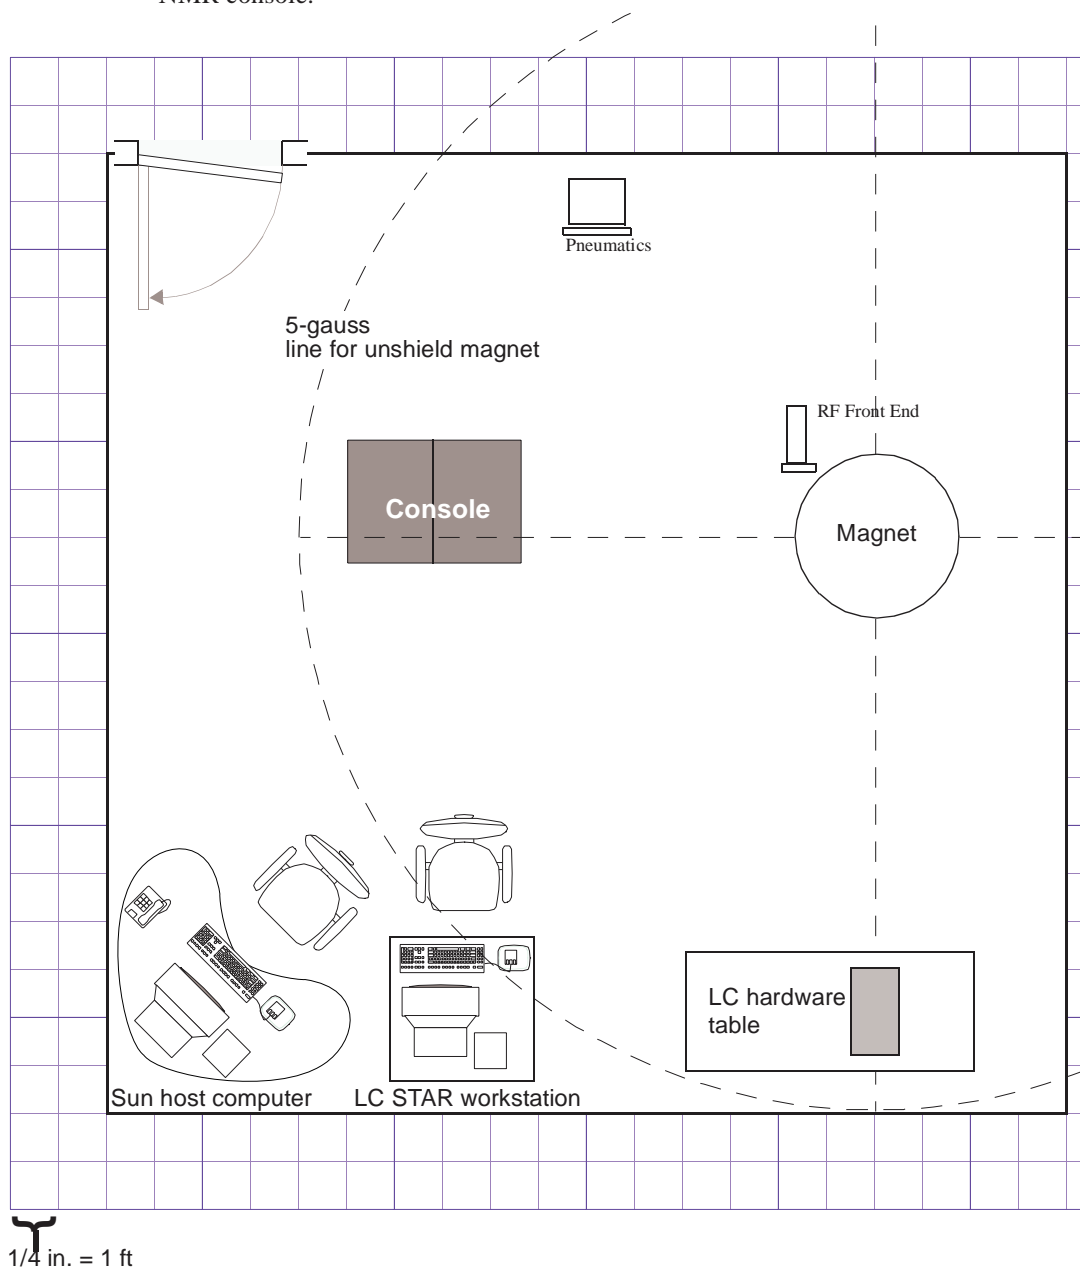 NMR console.
Pneumatics
5-gauss
line for unshield magnet
RF Front End
Console
Magnet
LC hardware
table
Sun host computer
LC STAR workstation
1/4 in. = 1 ft